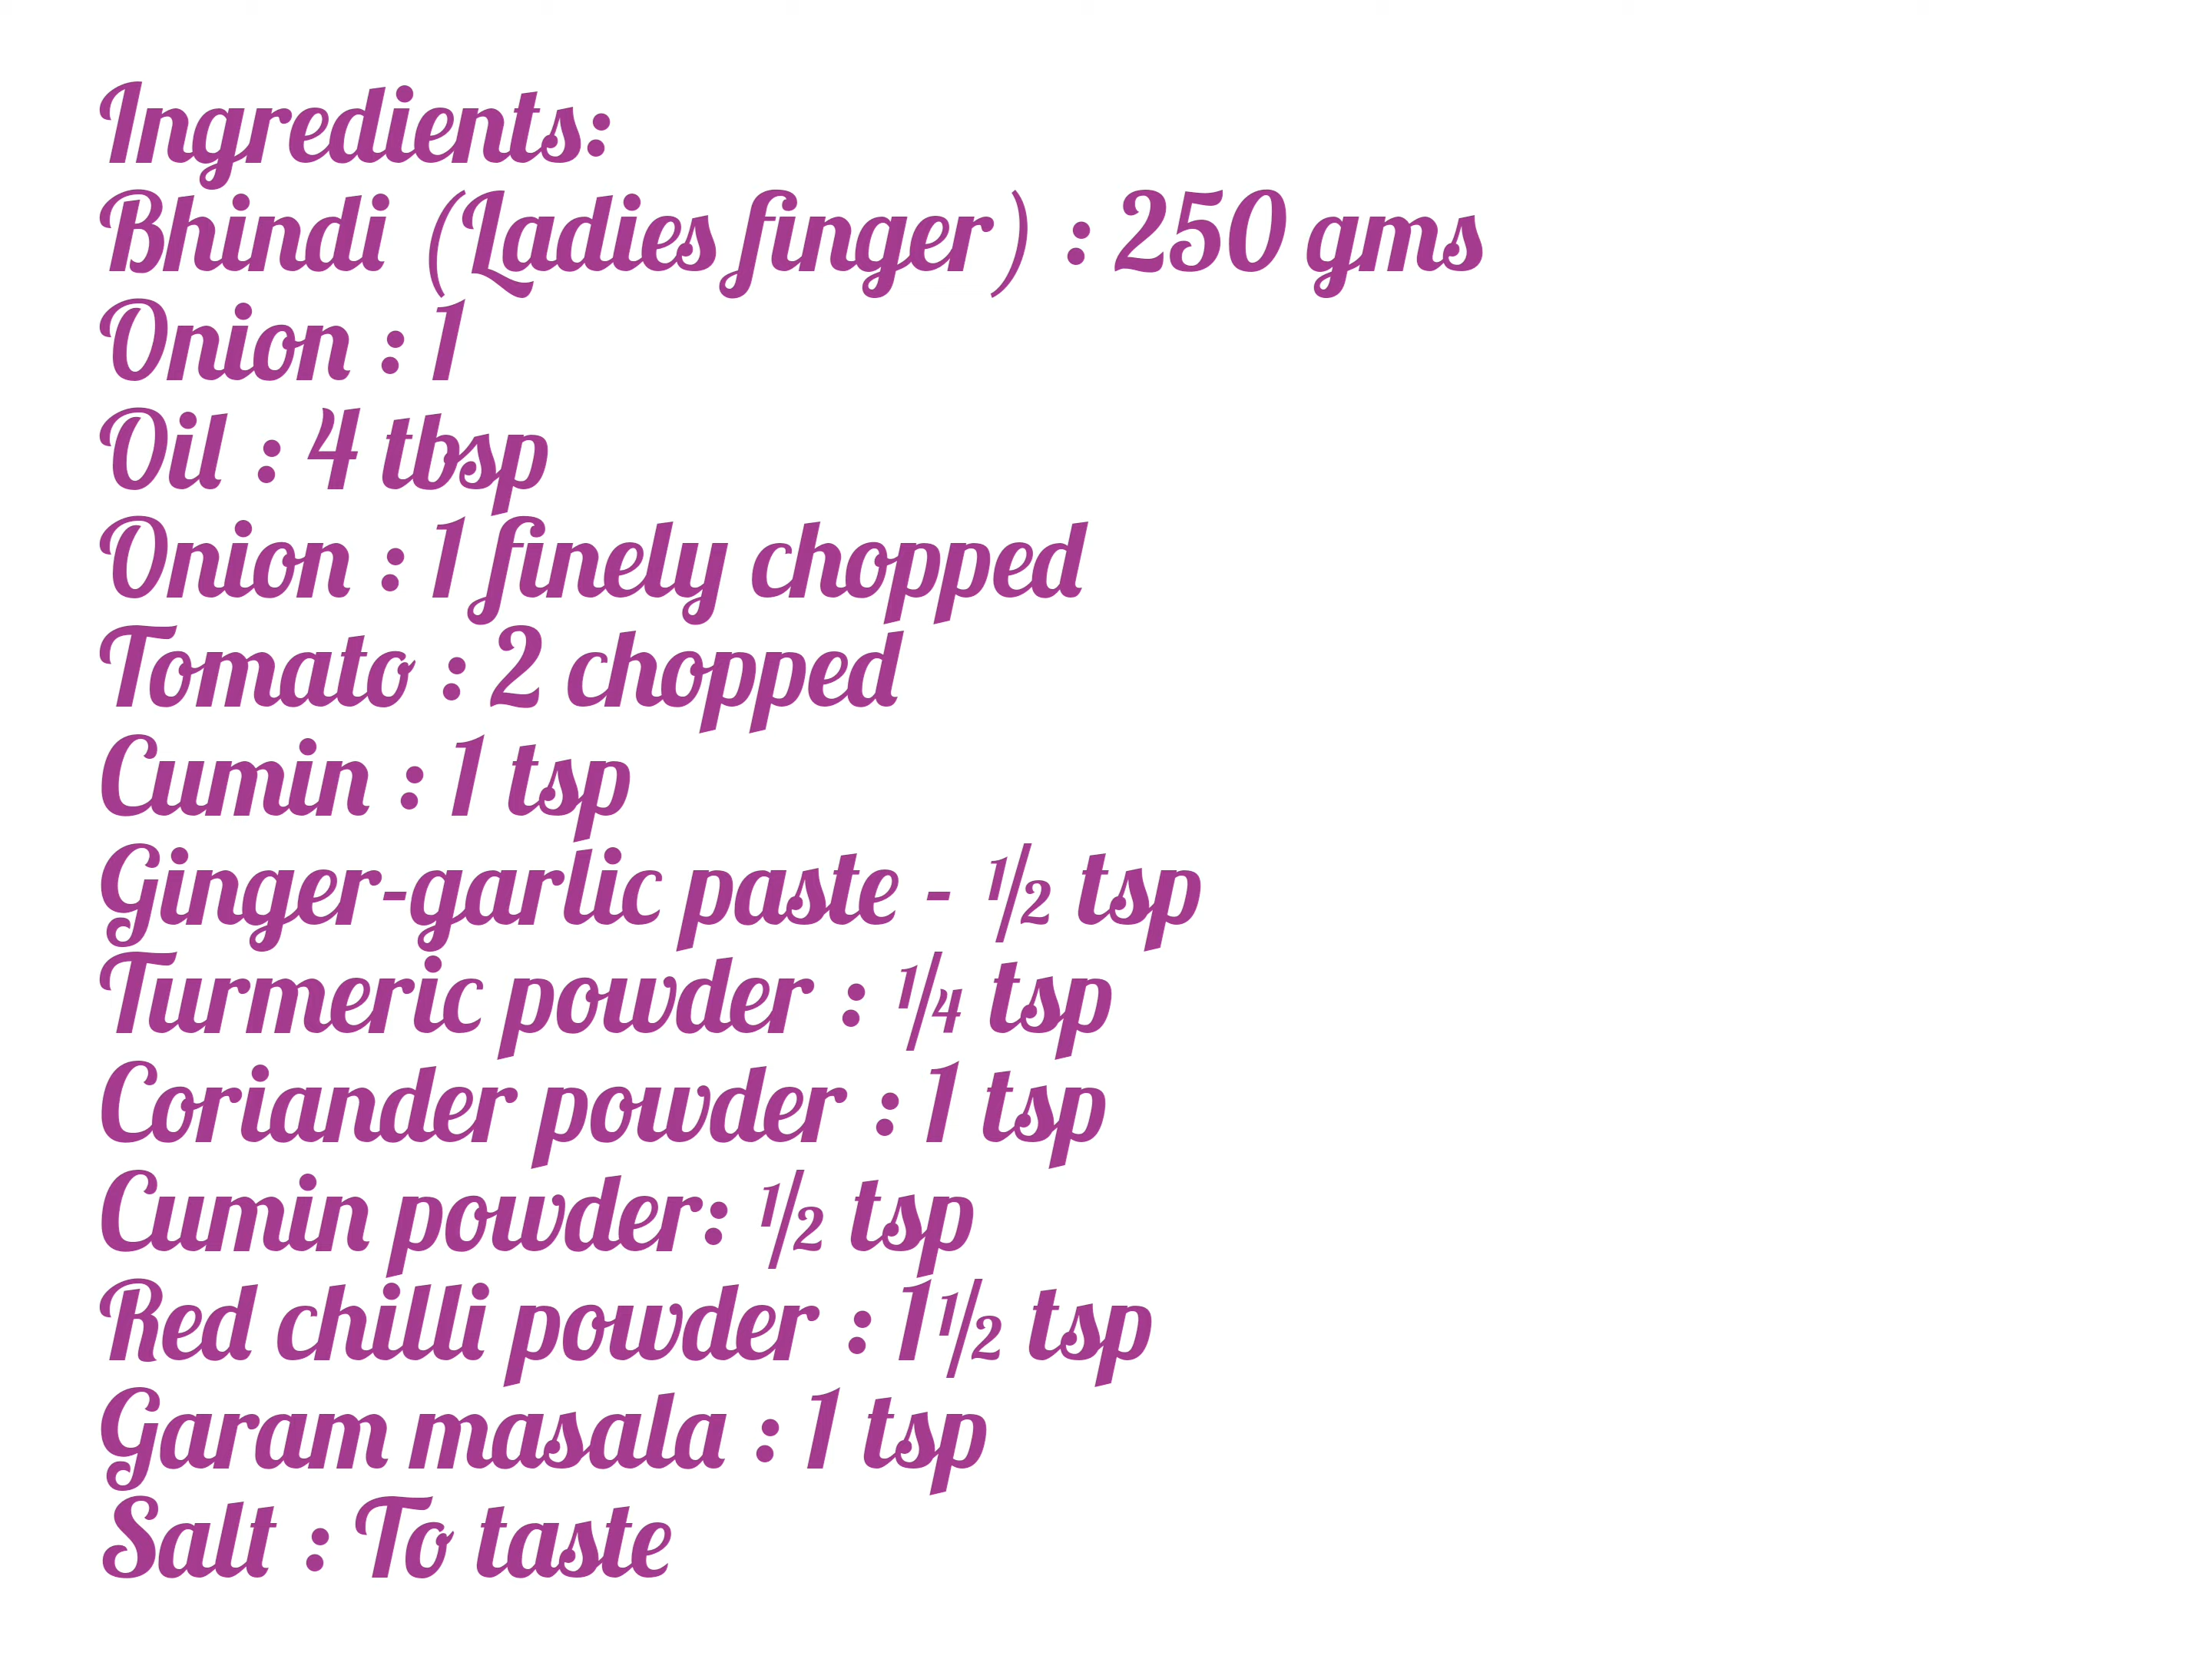 Ingredients:
Bhindi (Ladies finger) : 250 gms
Onion : 1
Oil : 4 tbsp
Onion : 1 finely chopped
Tomato : 2 chopped
Cumin : 1 tsp
Ginger-garlic paste - ½ tsp
Turmeric powder : ¼ tsp
Coriander powder : 1 tsp
Cumin powder: ½ tsp
Red chilli powder : 1½ tsp
Garam masala : 1 tsp
Salt : To taste